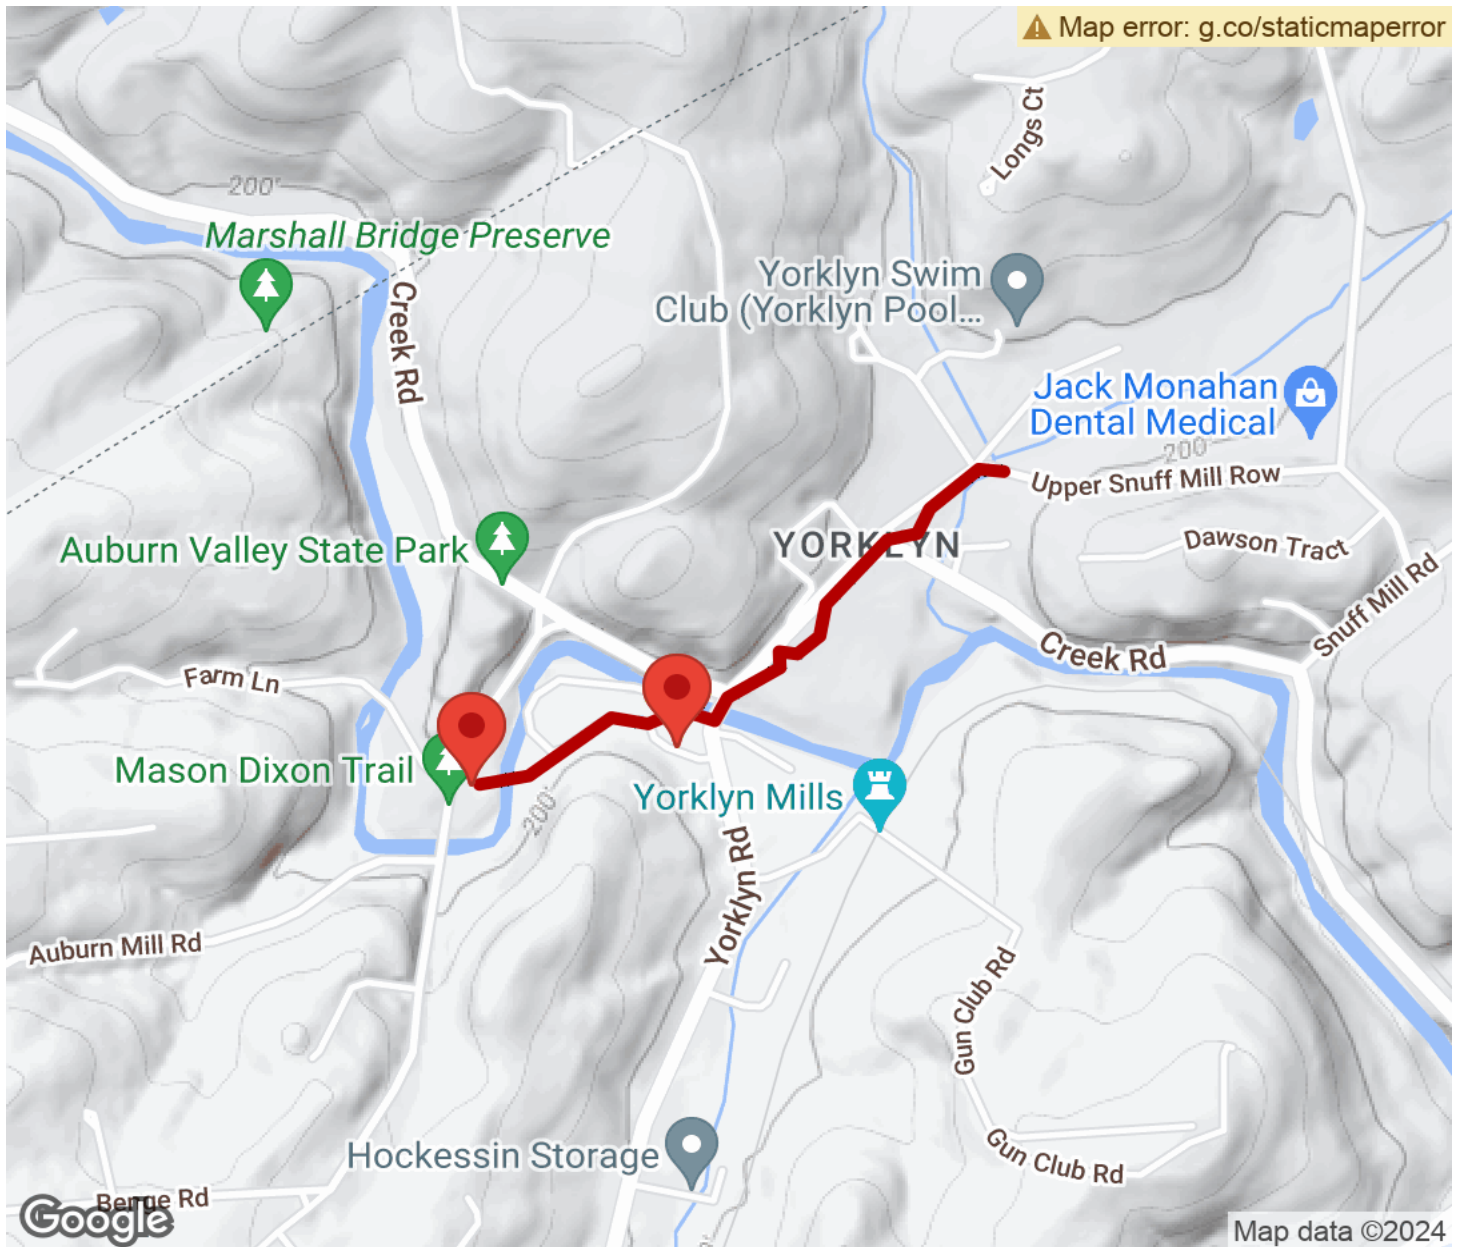 Map error: g.co/staticmaperror
Longs Ct
200'
Marshall Bridge Preserve
Creek Rd
Yorklyn Swim
Club (Yorklyn Pool...
Jack Monahan
Dental Medical
200
Upper Snuff Mill Row
Auburn Valley State Park
YORKLYN
Dawson Tract
Snuff Mill Rd
Creek Rd
Farm Ln
Mason Dixon Trail
200'
Yorklyn Mills
Yorklyn Rd
Auburn Mill Rd
Gun Club Rd
Hockessin Storage
Gun Club Rd
Benge Rd
Google
Map data ©2024